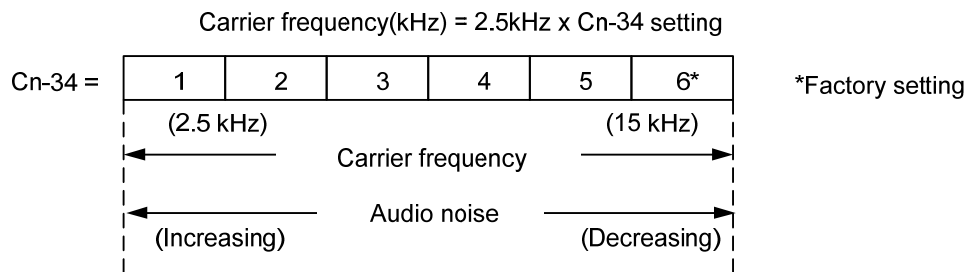 Carrier frequency(kHz) = 2.5kHz x Cn-34 setting
Cn-34 = 1 2 3 4 5 6* *Factory setting
(2.5 kHz) (15 kHz)
Carrier frequency
Audio noise
(Increasing) (Decreasing)